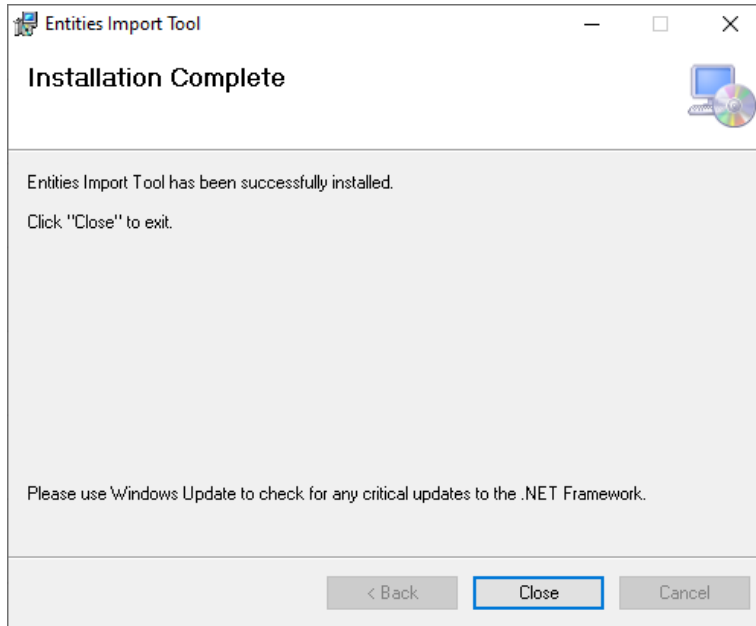 Entities Import Tool
Installation Complete
Entities Import Tool has been successfully installed.
Click "Close" to exit.
Please use Windows Update to check for any critical updates to the .NET Framework.
< Back
Close
Cancel